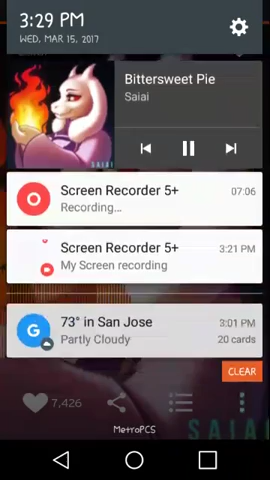 3:29 PM
WED, MAR 15, 2017
Bittersweet Pie
Saiai
SAIAI
Screen Recorder 5+
07:06
Recording...
Screen Recorder 5+
3:21 PM
My Screen recording
73° in San Jose
3:01 PM
Partly Cloudy
20 cards
CLEAR
7,426
MetroPCS
SAIAI